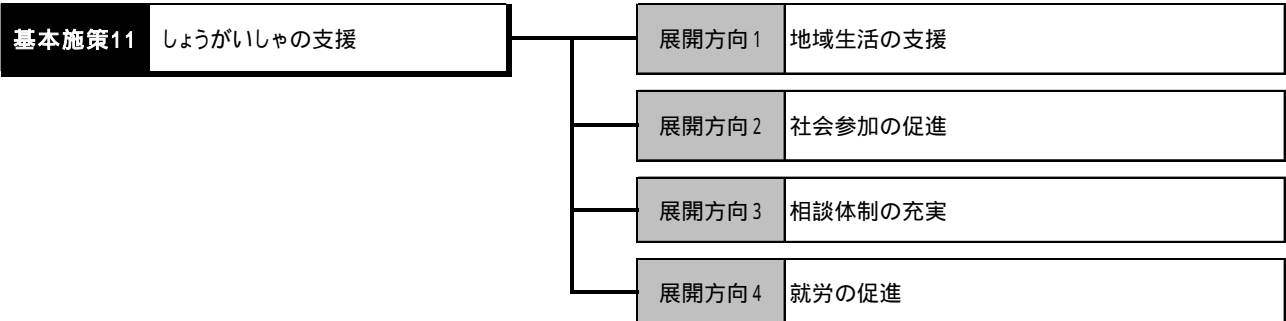 基本施策11 しょうがいしゃの支援
展開方向1 地域生活の支援
展開方向2 社会参加の促進
展開方向3 相談体制の充実
展開方向4 就労の促進